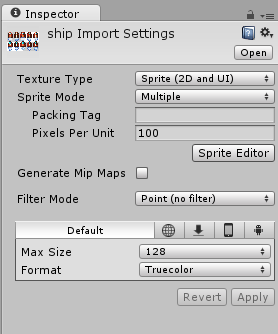 Inspector
ship Import Settings
Open
Texture Type Sprite (2D and UI)
Sprite Mode Multiple
Packing Tag
Pixels Per Unit 100
Sprite Editor
Generate Mip Maps
Filter Mode Point (no filter)
Default
Max Size 128
Format Truecolor
Revert Apply